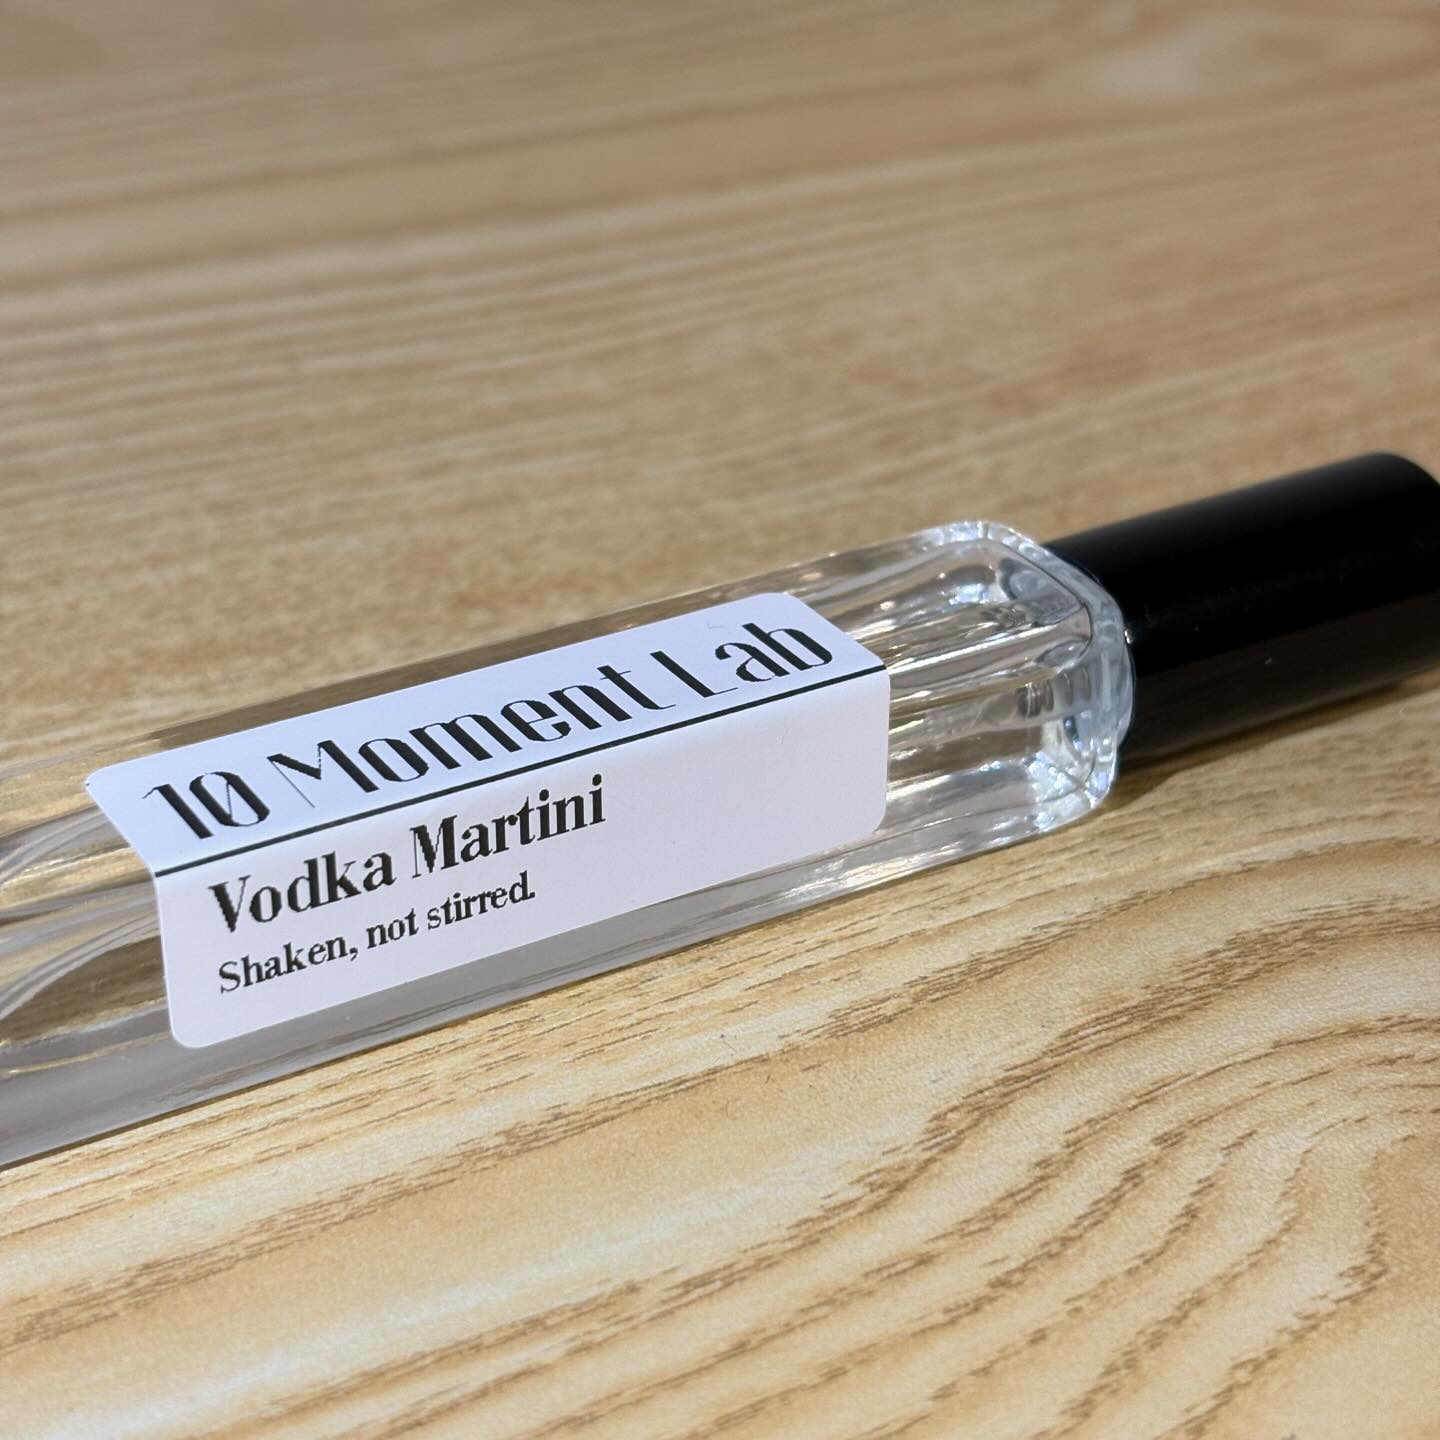 10 Moment Lab
Vodka Martini
Shaken, not stirred.